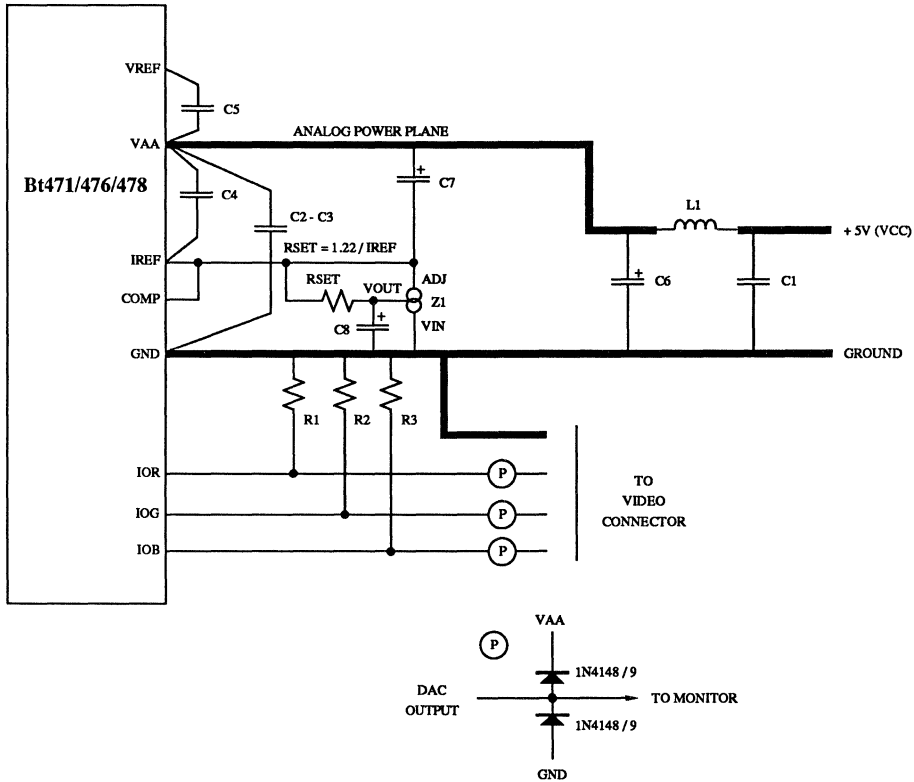 VREF
C5
VAA
ANALOG POWER PLANE
Bt471/476/478
C4
C7
C2 - C3
L1
+ 5V (VCC)
RSET = 1.22 / IREF
IREF
RSET
ADJ
COMP
VOUT
Z1
+
C6
C1
C8
+
VIN
+
GND
GROUND
R1
R2
R3
IOR
P
IOG
P
IOB
P
TO
VIDEO
CONNECTOR
VAA
P
1N4148 / 9
DAC
OUTPUT
TO MONITOR
1N4148 / 9
GND